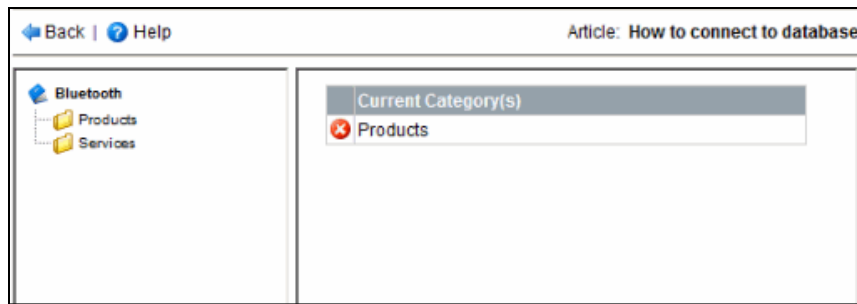 Back | Help
Article: How to connect to database
Bluetooth
Products
Services
Current Category(s)
Products